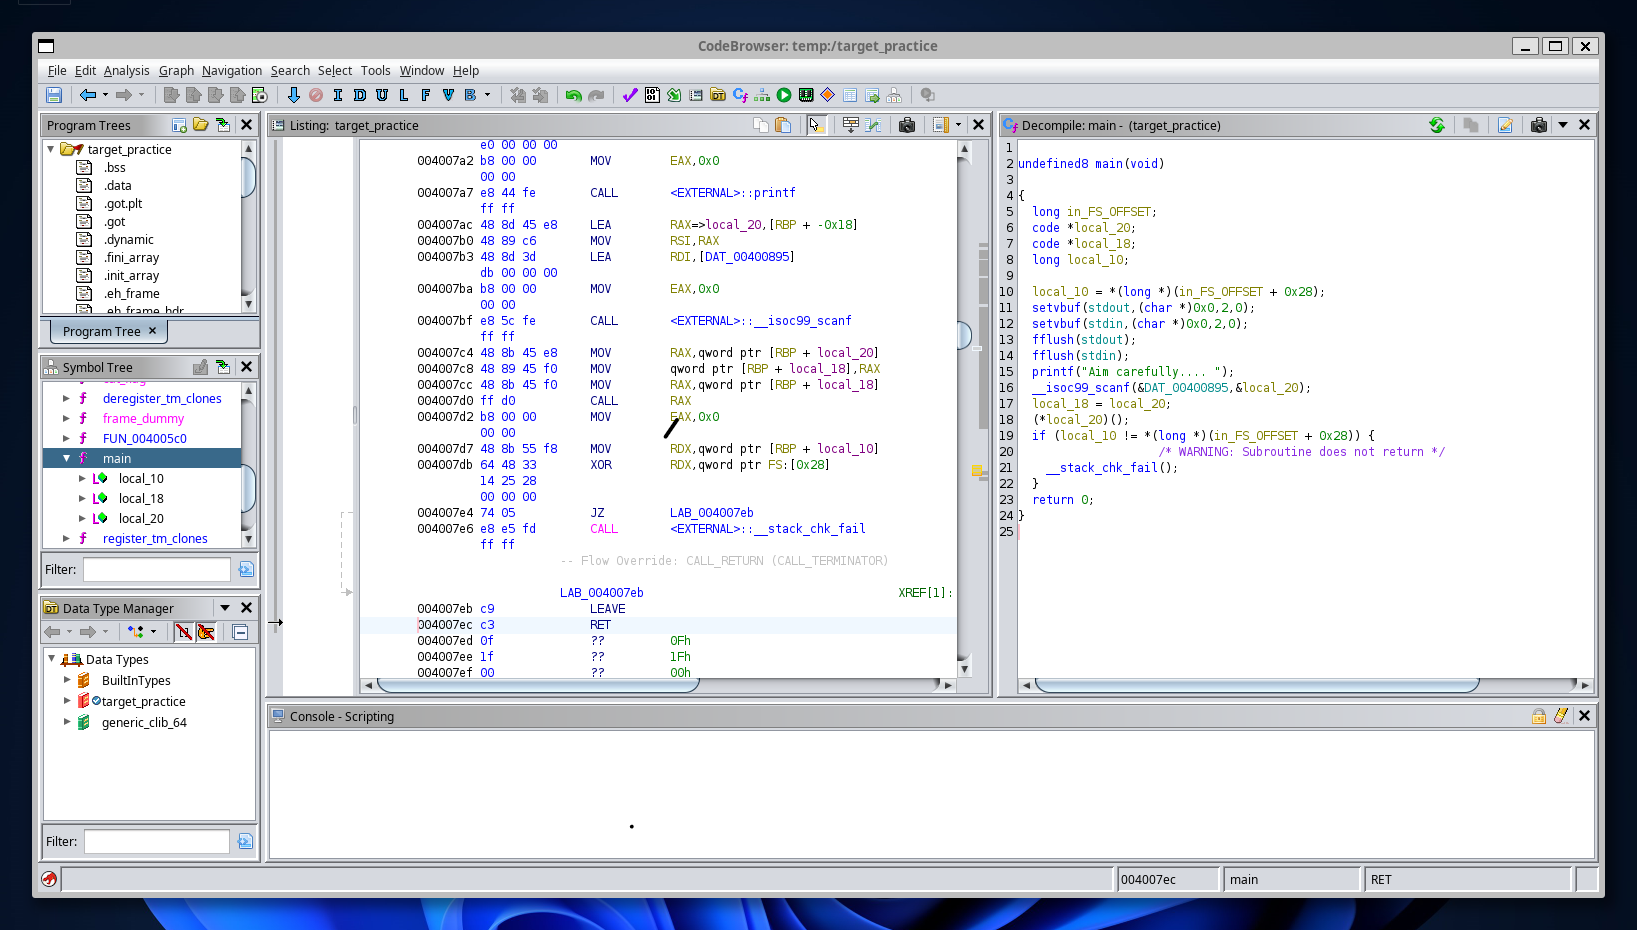 CodeBrowser: temp:/target_practice
File Edit Analysis Graph Navigation Search Select Tools Window Help
I D U L F V B
Program Trees
target_practice
.bss
.data
.got.plt
.got
.dynamic
.fini_array
.init_array
.eh_frame
.eh_frame_hdr
Program Tree
Symbol Tree
deregister_tm_clones
frame_dummy
FUN_004005c0
main
local_10
local_18
local_20
register_tm_clones
Filter:
Data Type Manager
Data Types
BuiltInTypes
target_practice
generic_clib_64
Filter:
Listing: target_practice
e0 00 00 00
004007a2 b8 00 00 MOV EAX,0x0
00 00
004007a7 e8 44 fe CALL <EXTERNAL>::printf
ff ff
004007ac 48 8d 45 e8 LEA RAX=>local_20,[RBP + -0x18]
004007b0 48 89 c6 MOV RSI,RAX
004007b3 48 8d 3d LEA RDI,[DAT_00400895]
db 00 00 00
004007ba b8 00 00 MOV EAX,0x0
00 00
004007bf e8 5c fe CALL <EXTERNAL>::__isoc99_scanf
ff ff
004007c4 48 8b 45 e8 MOV RAX,qword ptr [RBP + local_20]
004007c8 48 89 45 f0 MOV qword ptr [RBP + local_18],RAX
004007cc 48 8b 45 f0 MOV RAX,qword ptr [RBP + local_18]
004007d0 ff d0 CALL RAX
004007d2 b8 00 00 MOV EAX,0x0
00 00
004007d7 48 8b 55 f8 MOV RDX,qword ptr [RBP + local_10]
004007db 64 48 33 XOR RDX,qword ptr FS:[0x28]
14 25 28
00 00 00
004007e4 74 05 JZ LAB_004007eb
004007e6 e8 e5 fd CALL <EXTERNAL>::__stack_chk_fail
ff ff
-- Flow Override: CALL_RETURN (CALL_TERMINATOR)
LAB_004007eb XREF[1]:
004007eb c9 LEAVE
004007ec c3 RET
004007ed 0f ?? 0Fh
004007ee 1f ?? 1Fh
004007ef 00 ?? 00h
Decompile: main - (target_practice)
1
2 undefined8 main(void)
3
4 {
5 long in_FS_OFFSET;
6 code *local_20;
7 code *local_18;
8 long local_10;
9
10 local_10 = *(long *)(in_FS_OFFSET + 0x28);
11 setvbuf(stdout,(char *)0x0,2,0);
12 setvbuf(stdin,(char *)0x0,2,0);
13 fflush(stdout);
14 fflush(stdin);
15 printf("Aim carefully.... ");
16 __isoc99_scanf(&DAT_00400895,&local_20);
17 local_18 = local_20;
18 (*local_20)();
19 if (local_10 != *(long *)(in_FS_OFFSET + 0x28)) {
20 /* WARNING: Subroutine does not return */
21 __stack_chk_fail();
22 }
23 return 0;
24 }
25
Console - Scripting
004007ec main RET